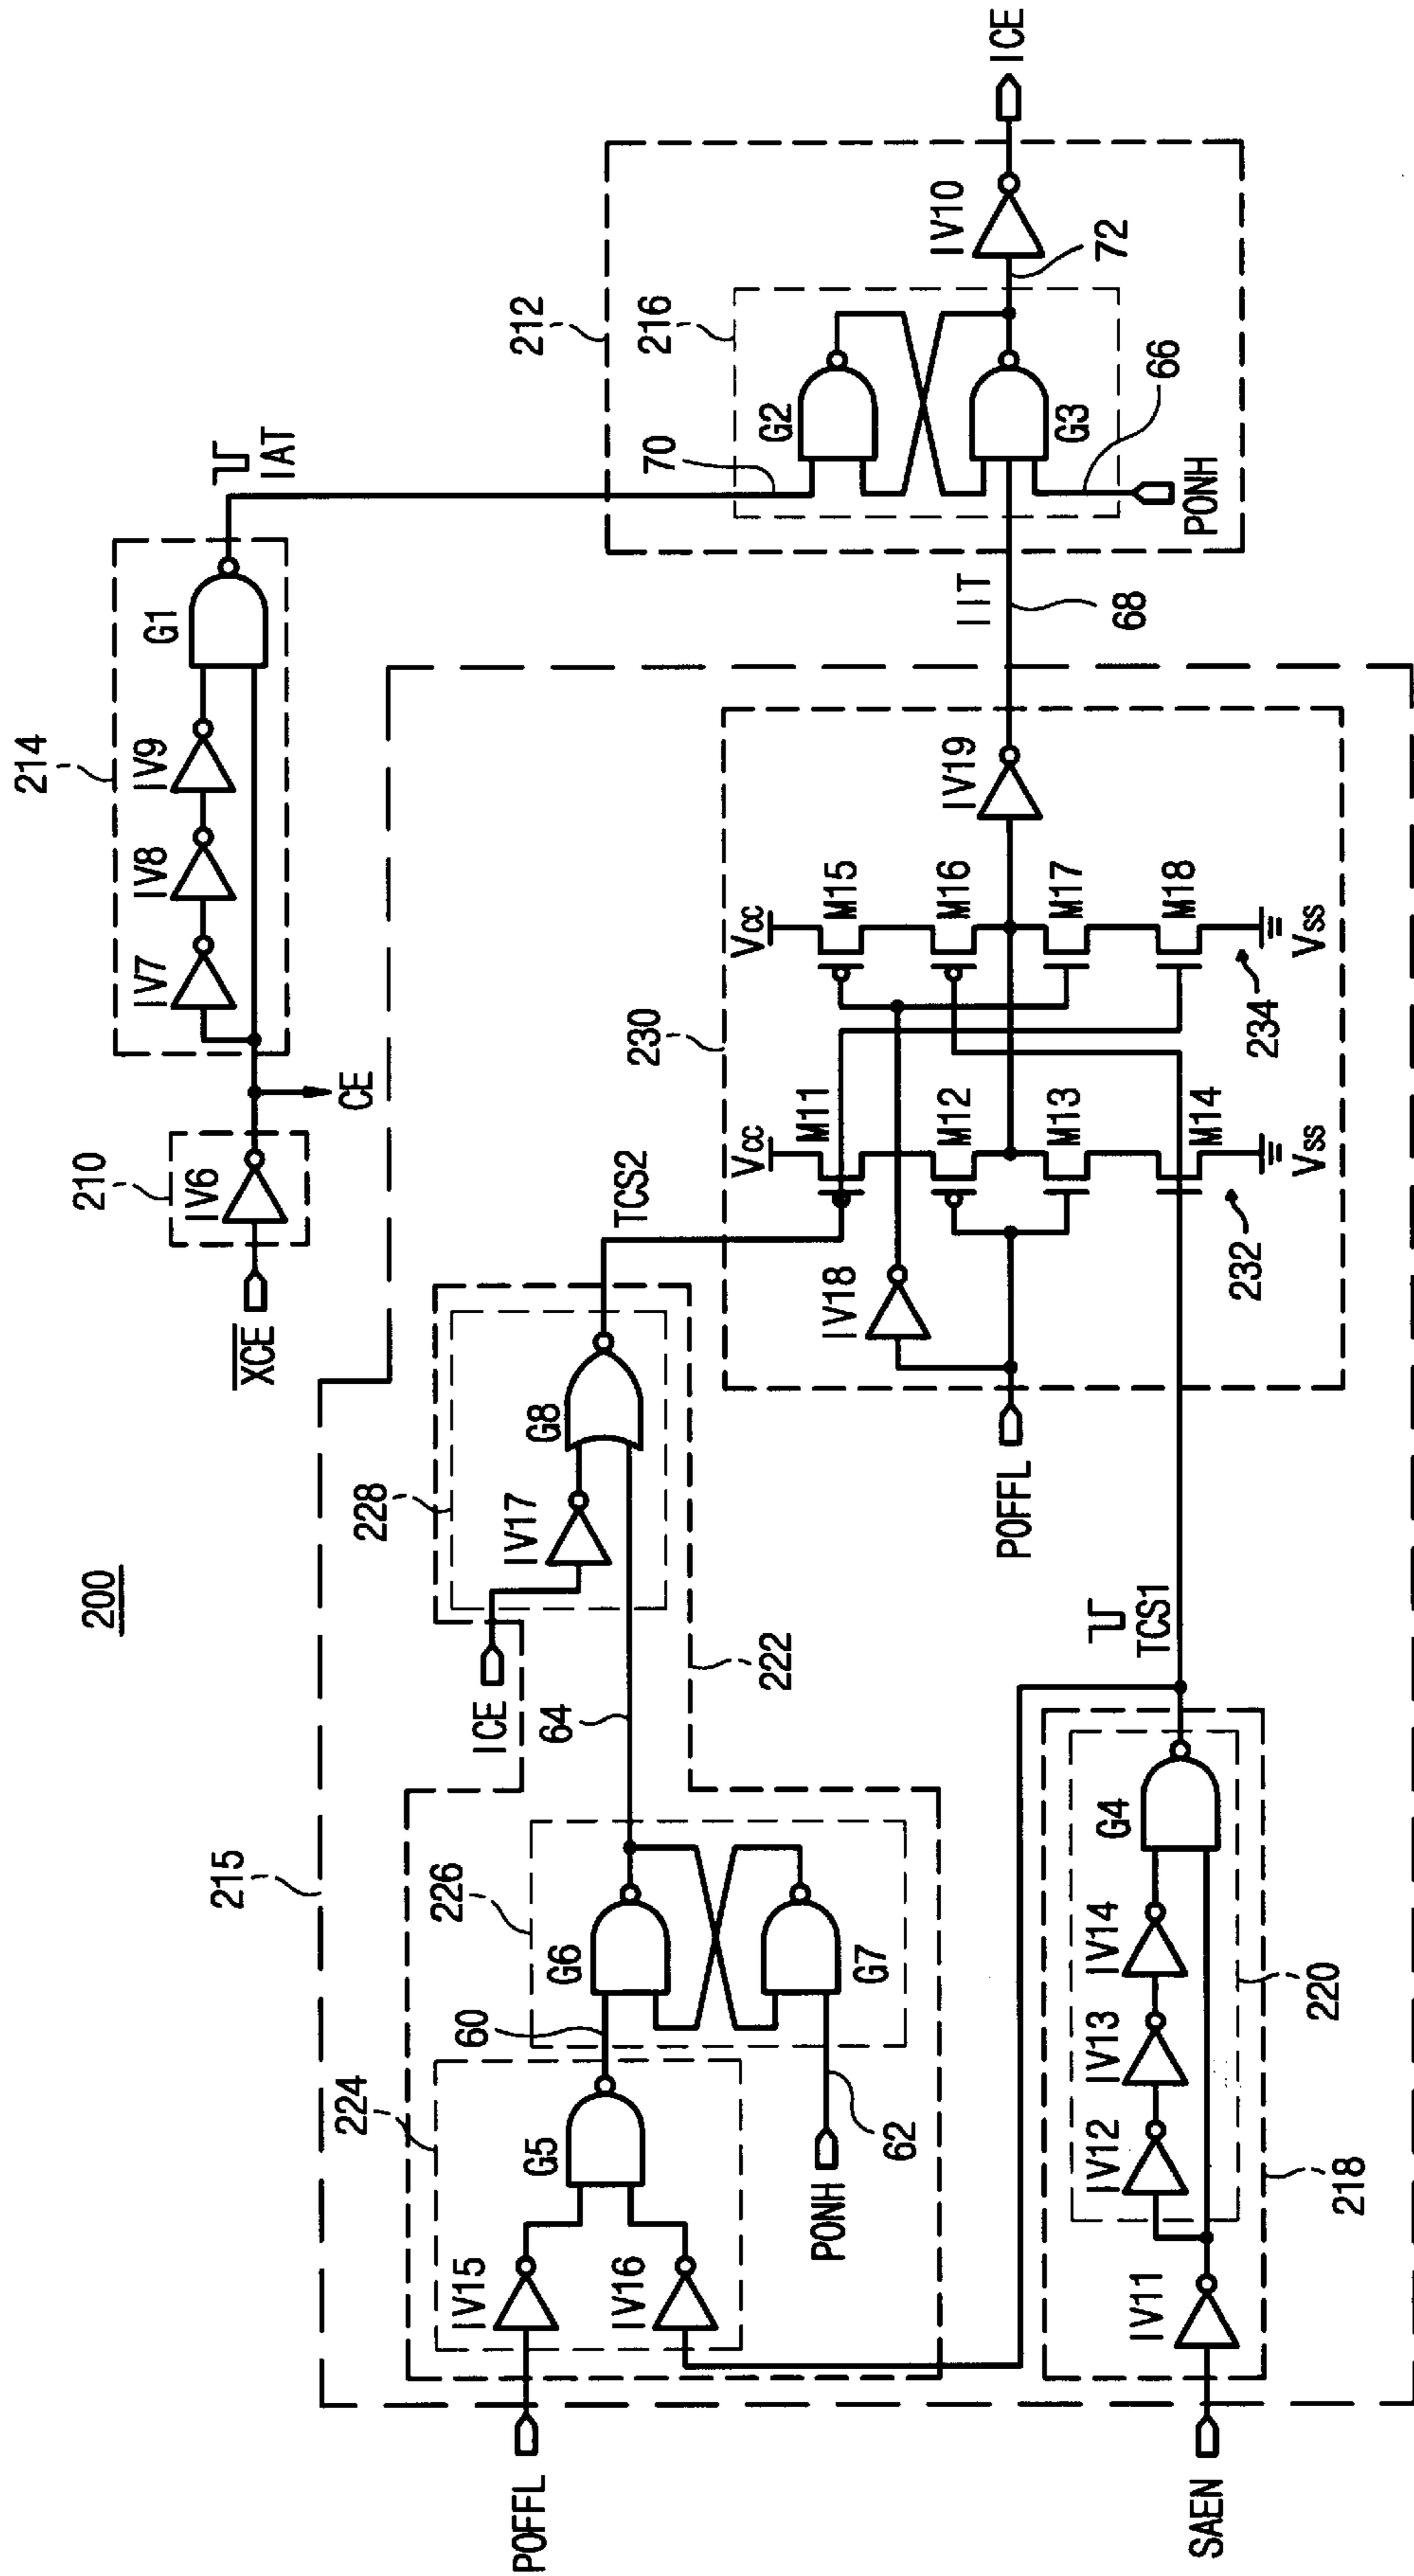 200
XCE
210
IV6
CE
214
IV7
IV8
IV9
G1
IAT
215
POFFL
224
IV15
IV16
G5
60
226
G6
G7
PONH
62
64
222
ICE
228
IV17
G8
TCS2
SAEN
IV11
218
IV12
IV13
IV14
220
G4
TCS1
POFFL
230
IV18
Vcc
M11
M12
M13
M14
Vss
232
Vcc
M15
M16
M17
M18
Vss
234
IV19
IIT
68
212
216
70
G2
G3
PONH
66
72
IV10
ICE